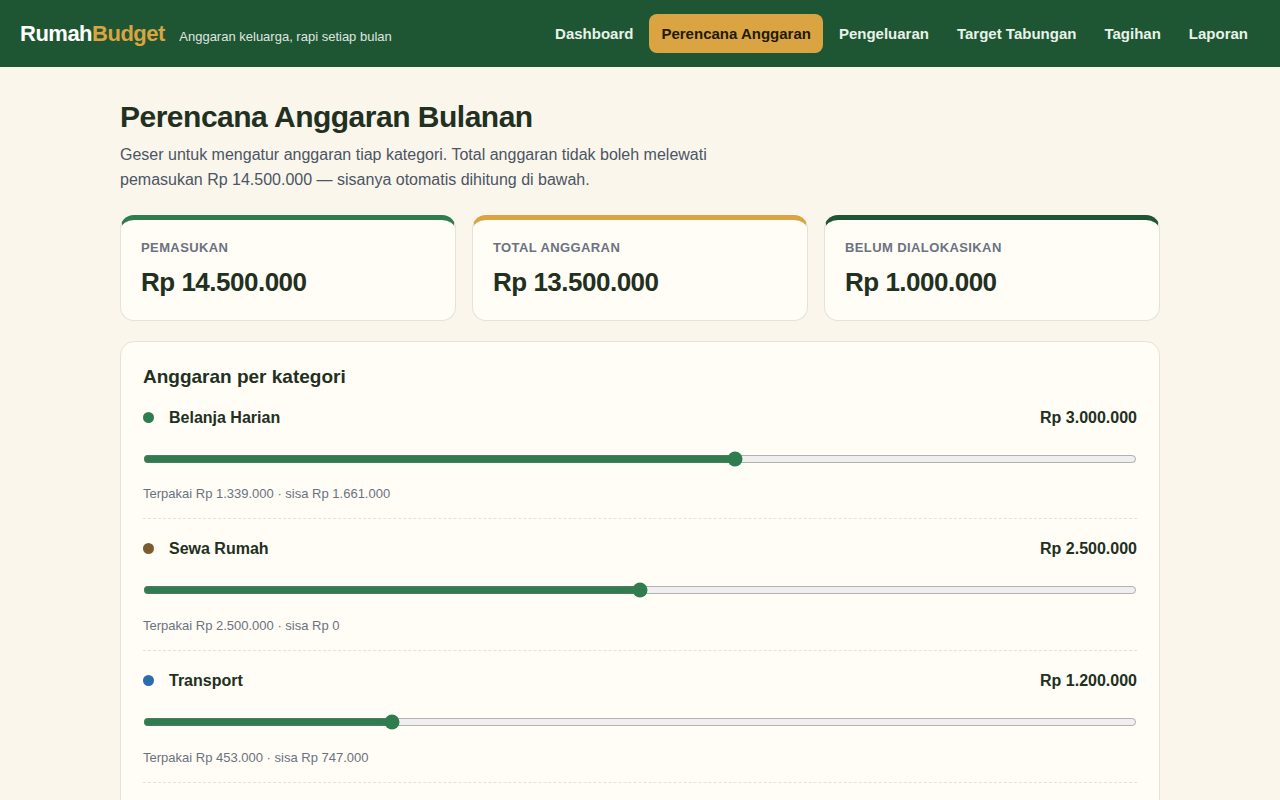 RumahBudget Anggaran keluarga, rapi setiap bulan Dashboard Perencana Anggaran Pengeluaran Target Tabungan Tagihan Laporan
Perencana Anggaran Bulanan
Geser untuk mengatur anggaran tiap kategori. Total anggaran tidak boleh melewati
pemasukan Rp 14.500.000 — sisanya otomatis dihitung di bawah.
PEMASUKAN
Rp 14.500.000
TOTAL ANGGARAN
Rp 13.500.000
BELUM DIALOKASIKAN
Rp 1.000.000
Anggaran per kategori
Belanja Harian Rp 3.000.000
Terpakai Rp 1.339.000 · sisa Rp 1.661.000
Sewa Rumah Rp 2.500.000
Terpakai Rp 2.500.000 · sisa Rp 0
Transport Rp 1.200.000
Terpakai Rp 453.000 · sisa Rp 747.000